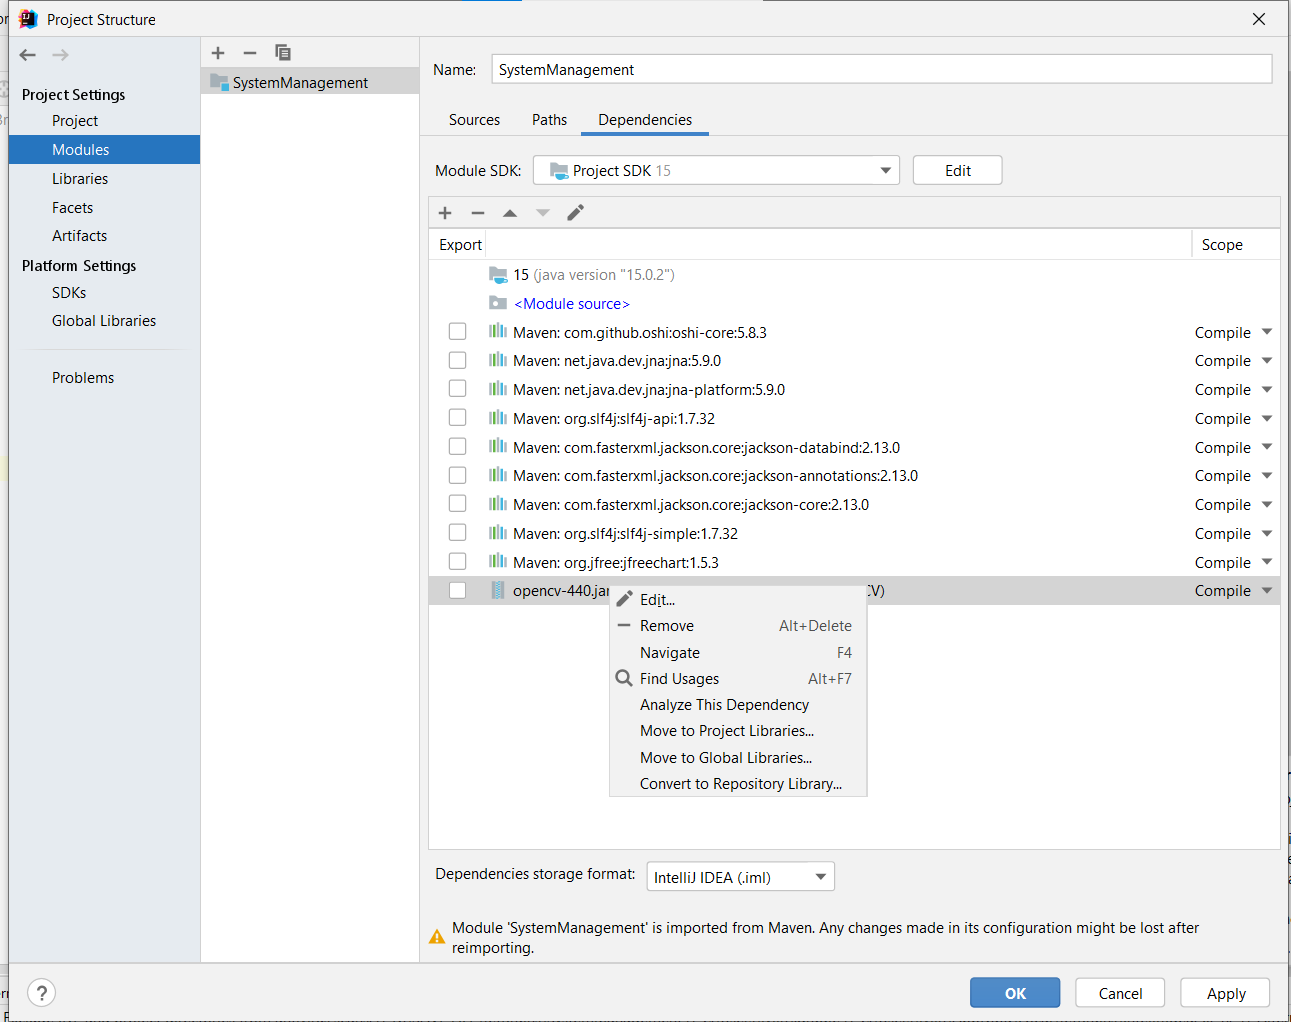 Project Structure
Project Settings
Project
Modules
Libraries
Facets
Artifacts
Platform Settings
SDKs
Global Libraries
Problems
SystemManagement
Name: SystemManagement
Sources Paths Dependencies
Module SDK: Project SDK 15 Edit
Export Scope
15 (java version "15.0.2")
<Module source>
Maven: com.github.oshi:oshi-core:5.8.3 Compile
Maven: net.java.dev.jna:jna:5.9.0 Compile
Maven: net.java.dev.jna:jna-platform:5.9.0 Compile
Maven: org.slf4j:slf4j-api:1.7.32 Compile
Maven: com.fasterxml.jackson.core:jackson-databind:2.13.0 Compile
Maven: com.fasterxml.jackson.core:jackson-annotations:2.13.0 Compile
Maven: com.fasterxml.jackson.core:jackson-core:2.13.0 Compile
Maven: org.slf4j:slf4j-simple:1.7.32 Compile
Maven: org.jfree:jfreechart:1.5.3 Compile
opencv-440.jar CV) Compile
Edit...
Remove Alt+Delete
Navigate F4
Find Usages Alt+F7
Analyze This Dependency
Move to Project Libraries...
Move to Global Libraries...
Convert to Repository Library...
Dependencies storage format: IntelliJ IDEA (.iml)
Module 'SystemManagement' is imported from Maven. Any changes made in its configuration might be lost after
reimporting.
? OK Cancel Apply